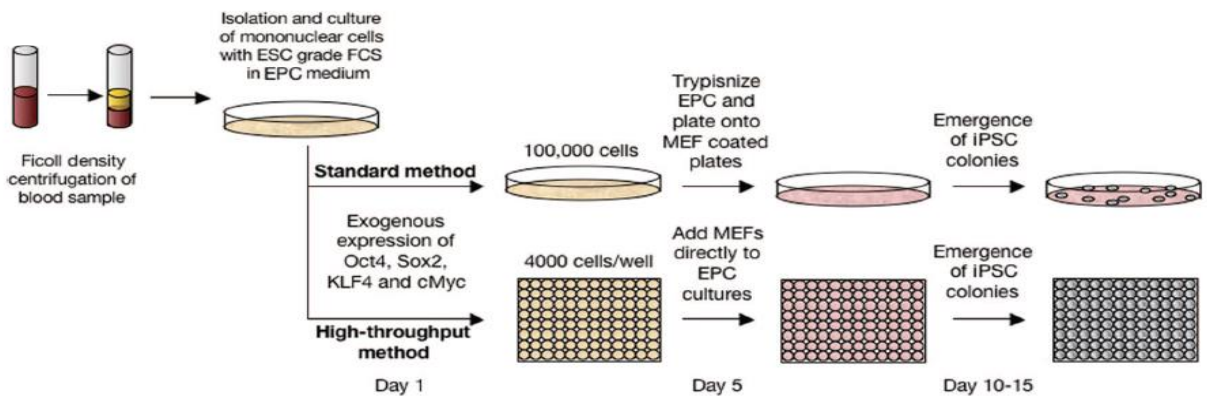 Isolation and culture
of mononuclear cells
with ESC grade FCS
in EPC medium
Ficoll density
centrifugation of
blood sample
Standard method
Exogenous
expression of
Oct4, Sox2,
KLF4 and cMyc
High-throughput
method
Day 1
100,000 cells
4000 cells/well
Trypisnize
EPC and
plate onto
MEF coated
plates
Add MEFs
directly to
EPC
cultures
Day 5
Emergence
of iPSC
colonies
Emergence
of iPSC
colonies
Day 10-15